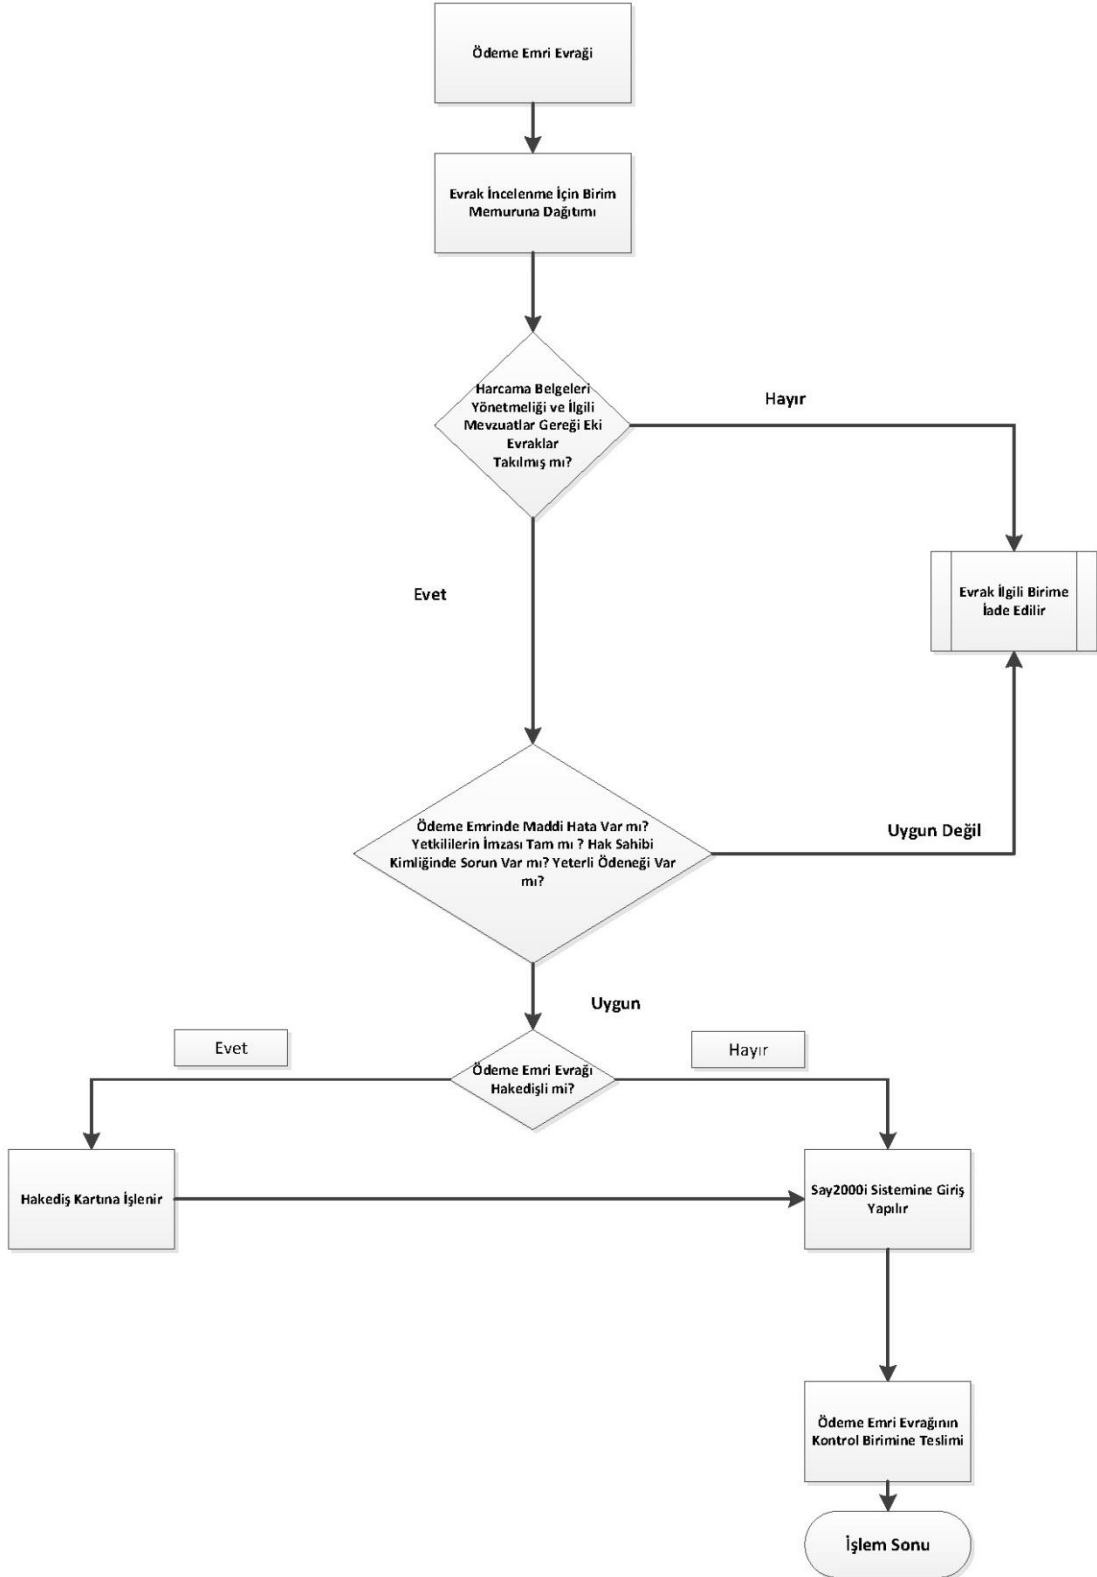 Ödeme Emri Evraği
Evrak İncelenme İçin Birim
Memuruna Dağıtımı
Harcama Belgeleri
Yönetmeliği ve İlgili
Mevzuatlar Gereği Eki
Evraklar
Takılmış mı?
Hayır
Evet
Evrak İlgili Birime
İade Edilir
Ödeme Emrinde Maddi Hata Var mı?
Yetkililerin İmzası Tam mı ? Hak Sahibi
Kimliğinde Sorun Var mı? Yeterli Ödeneği Var
mı?
Uygun Değil
Uygun
Evet
Hayır
Ödeme Emri Evrağı
Hakedişli mi?
Hakediş Kartına İşlenir
Say2000i Sistemine Giriş
Yapılır
Ödeme Emri Evrağının
Kontrol Birimine Teslimi
İşlem Sonu